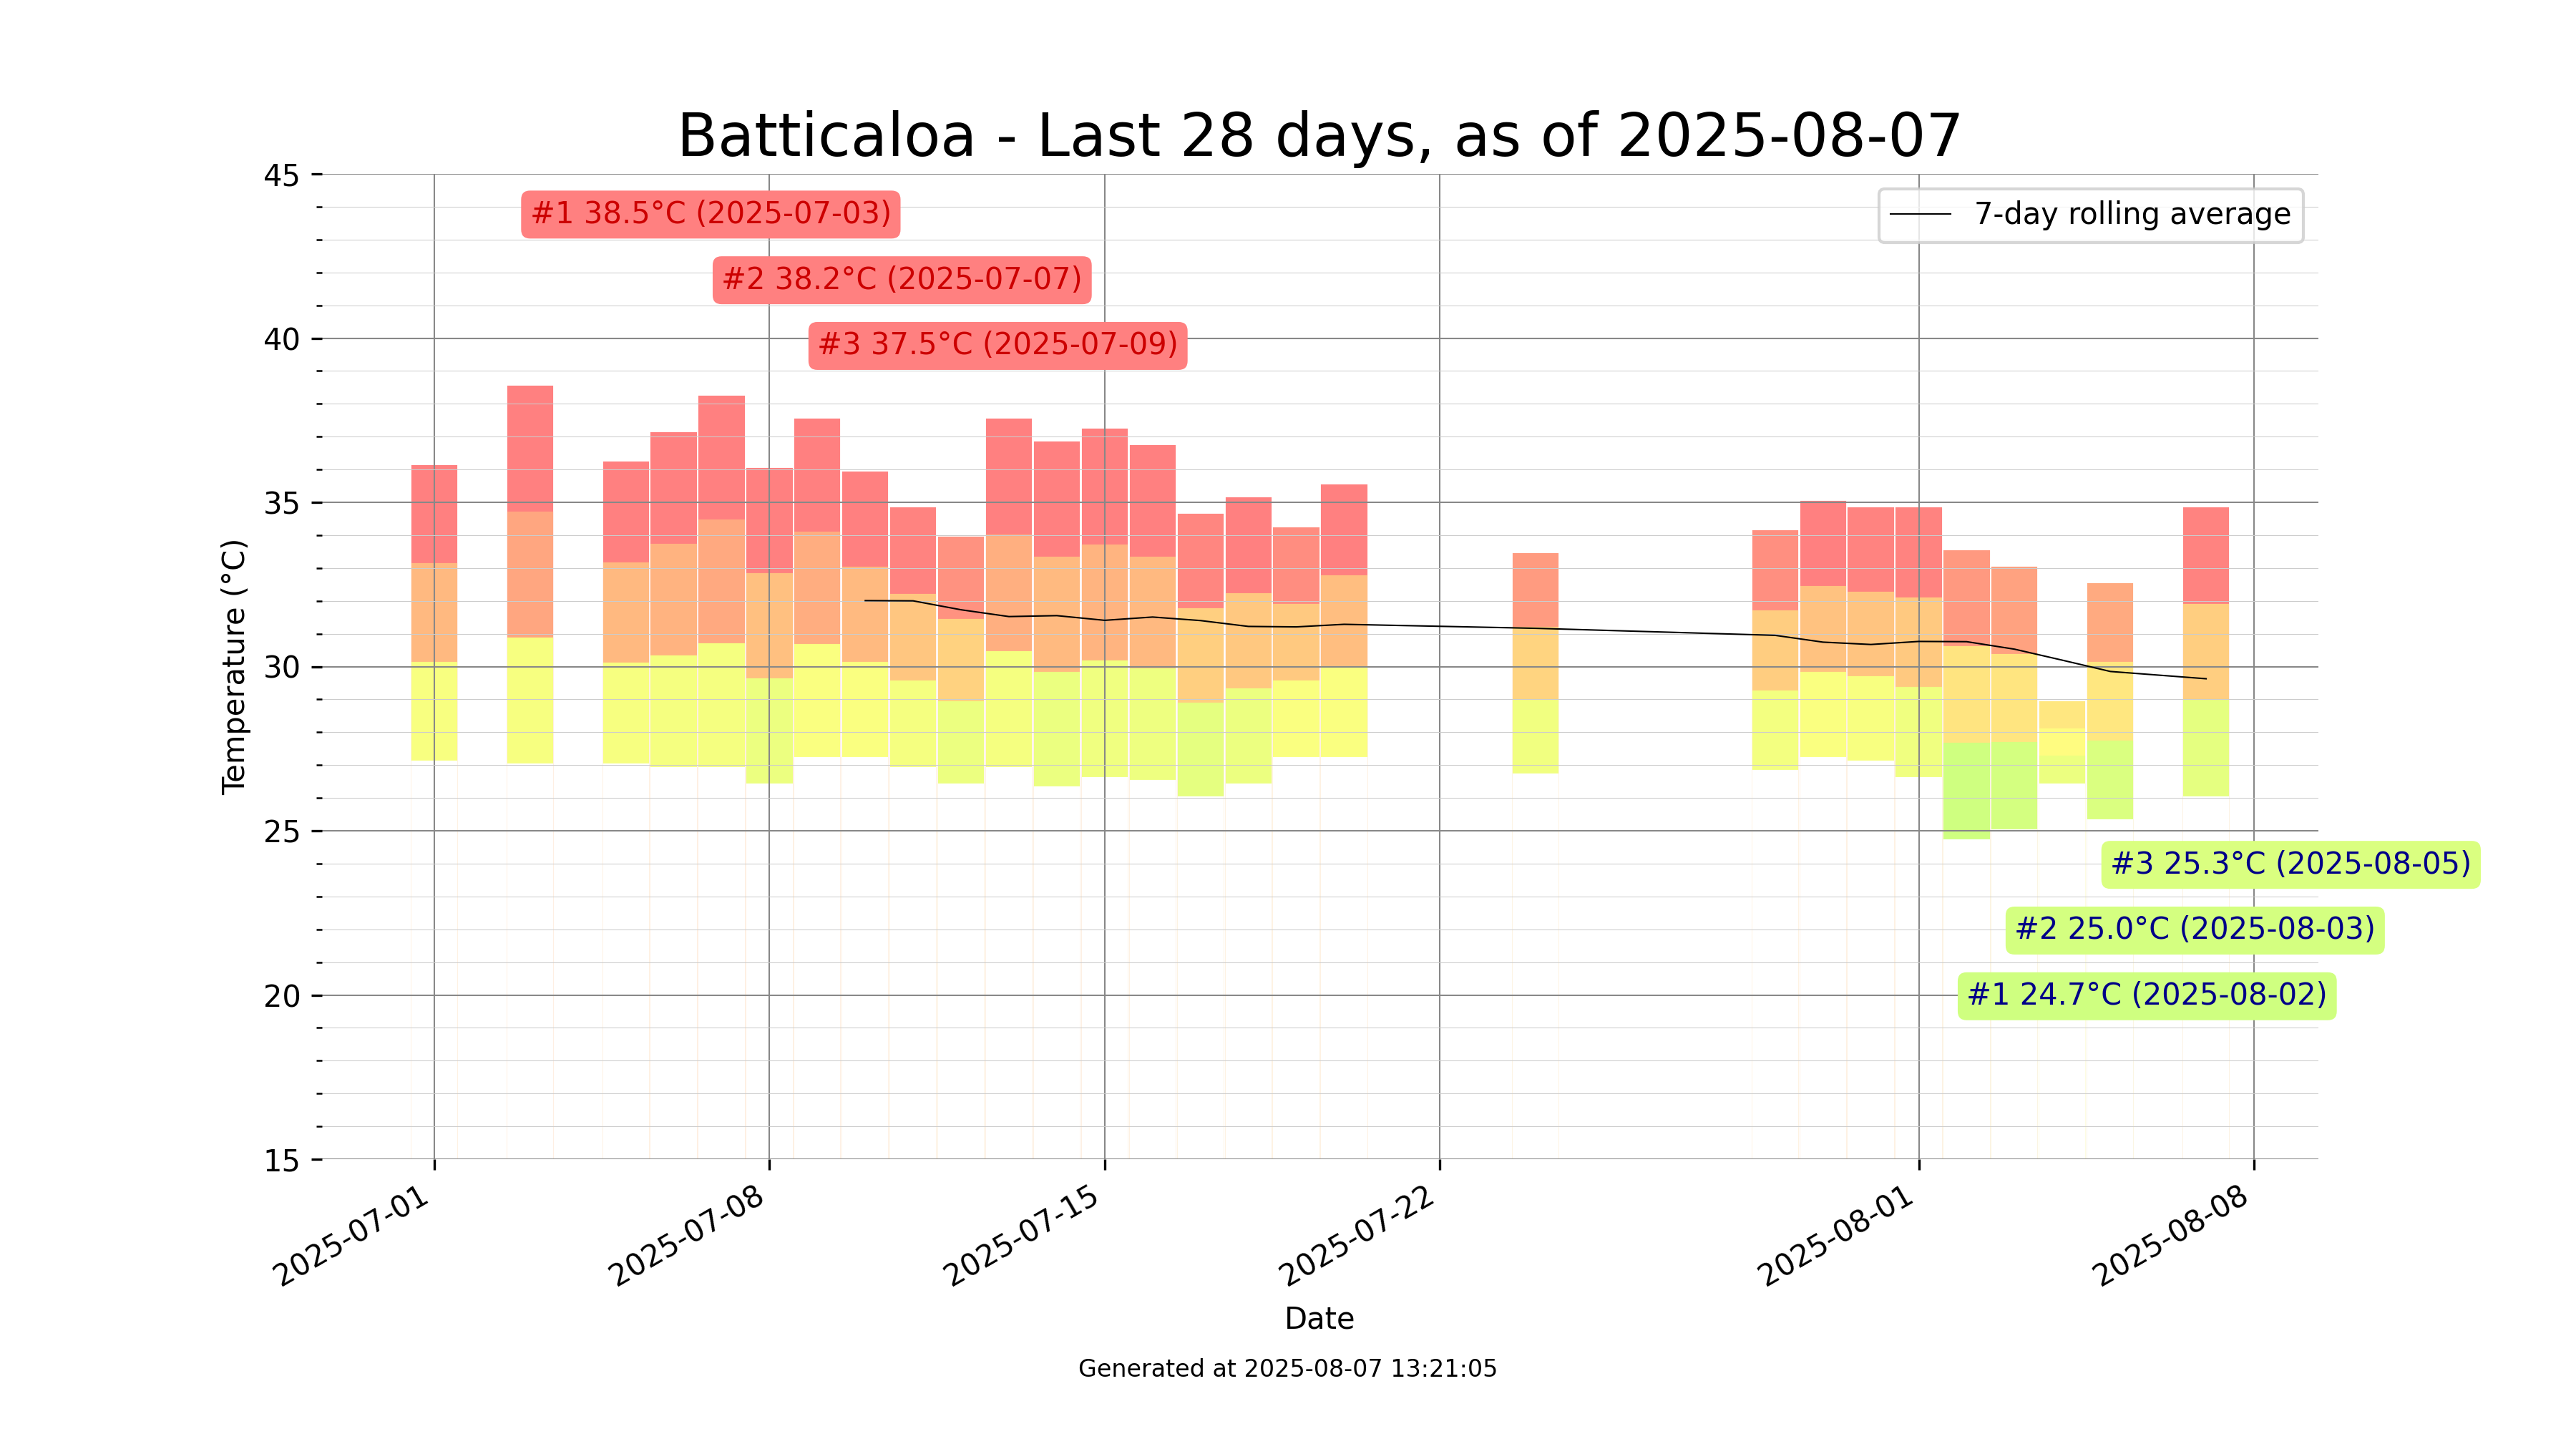 Batticaloa - Last 28 days, as of 2025-08-07
45
40
35
30
25
20
15
Temperature (°C)
#1 38.5°C (2025-07-03)
#2 38.2°C (2025-07-07)
#3 37.5°C (2025-07-09)
7-day rolling average
#3 25.3°C (2025-08-05)
#2 25.0°C (2025-08-03)
#1 24.7°C (2025-08-02)
2025-07-01
2025-07-08
2025-07-15
2025-07-22
2025-08-01
2025-08-08
Date
Generated at 2025-08-07 13:21:05